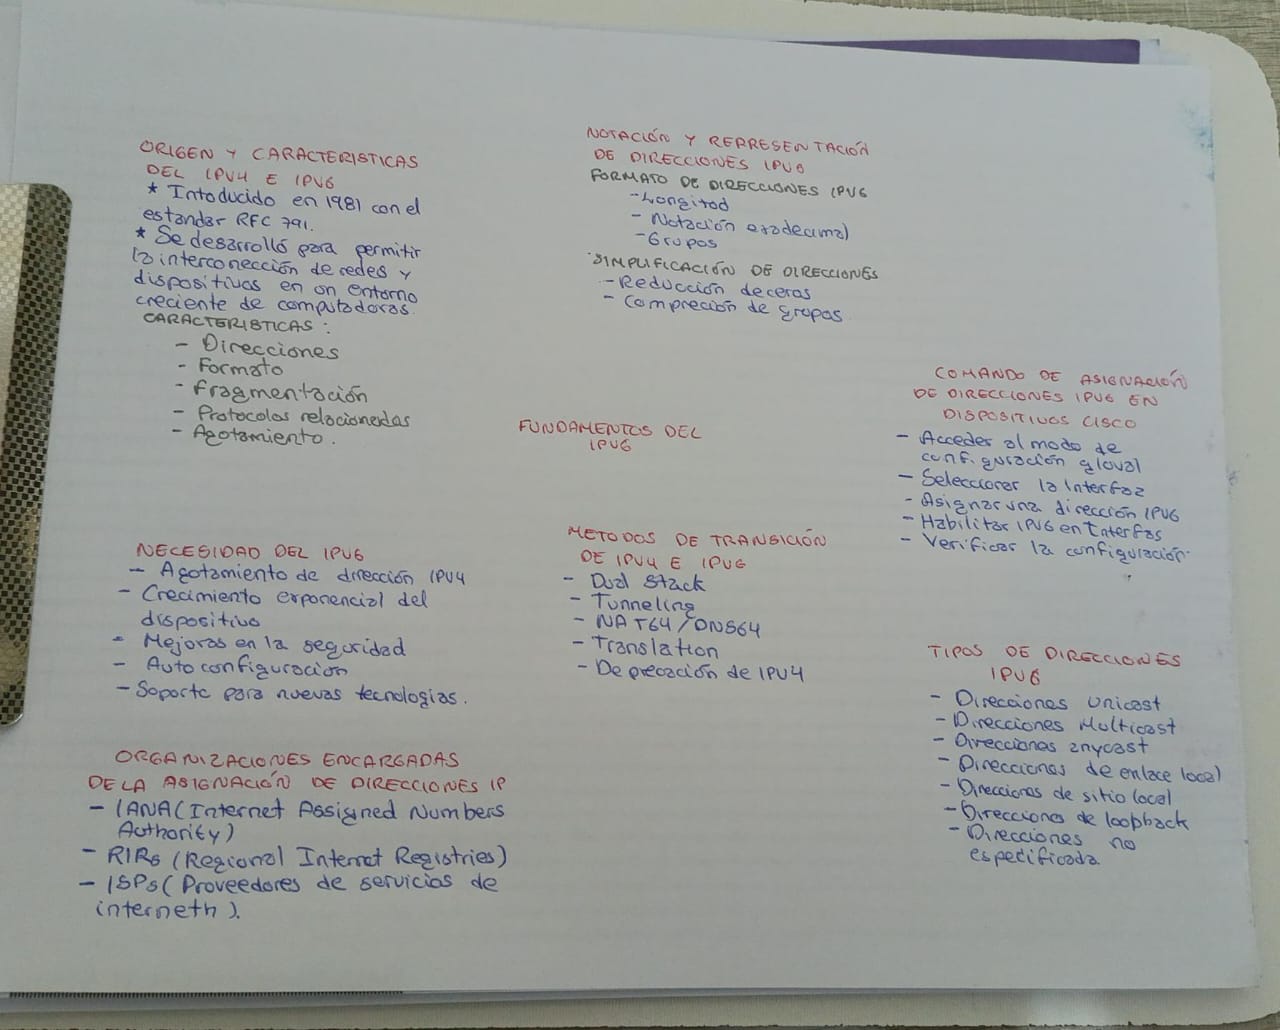 ORIGEN Y CARACTERISTICAS
DEL IPV4 E IPV6
* Intoducido en 1981 con el
estandar RFC 791.
* Se desarrolló para permitir
la interconección de redes y
dispositivos en un entorno
creciente de computadoras.
CARACTERISTICAS:
- Direcciones
- Formato
- Fragmentación
- Protocolos relacionados
- Agotamiento.
NOTACIÓN Y REPRESENTACIÓN
DE DIRECCIONES IPV6
FORMATO DE DIRECCIONES IPV6
- Longitud
- Notación exadecimal
- Grupos
SIMPLIFICACIÓN DE DIRECCIONES
- Reducción de ceros
- Compreción de grupos
FUNDAMENTOS DEL
IPV6
COMANDO DE ASIGNACIÓN
DE DIRECCIONES IPV6 EN
DISPOSITIVOS CISCO
- Acceder al modo de
configuración gloval
- Seleccionar la Interfaz
- Asignar una dirección IPV6
- Habilitar IPV6 en Interfas
- Verificar la configuración.
NECESIDAD DEL IPV6
- Agotamiento de dirección IPV4
- Crecimiento exponencial del
dispositivo
- Mejoras en la seguridad
- Auto configuración
- Soporte para nuevas tecnologias.
METODOS DE TRANSICIÓN
DE IPV4 E IPV6
- Dual Stack
- Tunneling
- NAT64/DNS64
- Translation
- Deprecación de IPV4
TIPOS DE DIRECCIONES
IPV6
- Direcciones Unicast
- Direcciones Multicast
- Direcciones anycast
- Direcciones de enlace local
- Direcciones de sitio local
- Direcciones de loopback
- Direcciones no
especificada.
ORGANIZACIONES ENCARGADAS
DE LA ASIGNACIÓN DE DIRECCIONES IP
- IANA (Internet Assigned Numbers
Authority)
- RIRs (Regional Internet Registries)
- ISPs (Proveedores de servicios de
interneth).